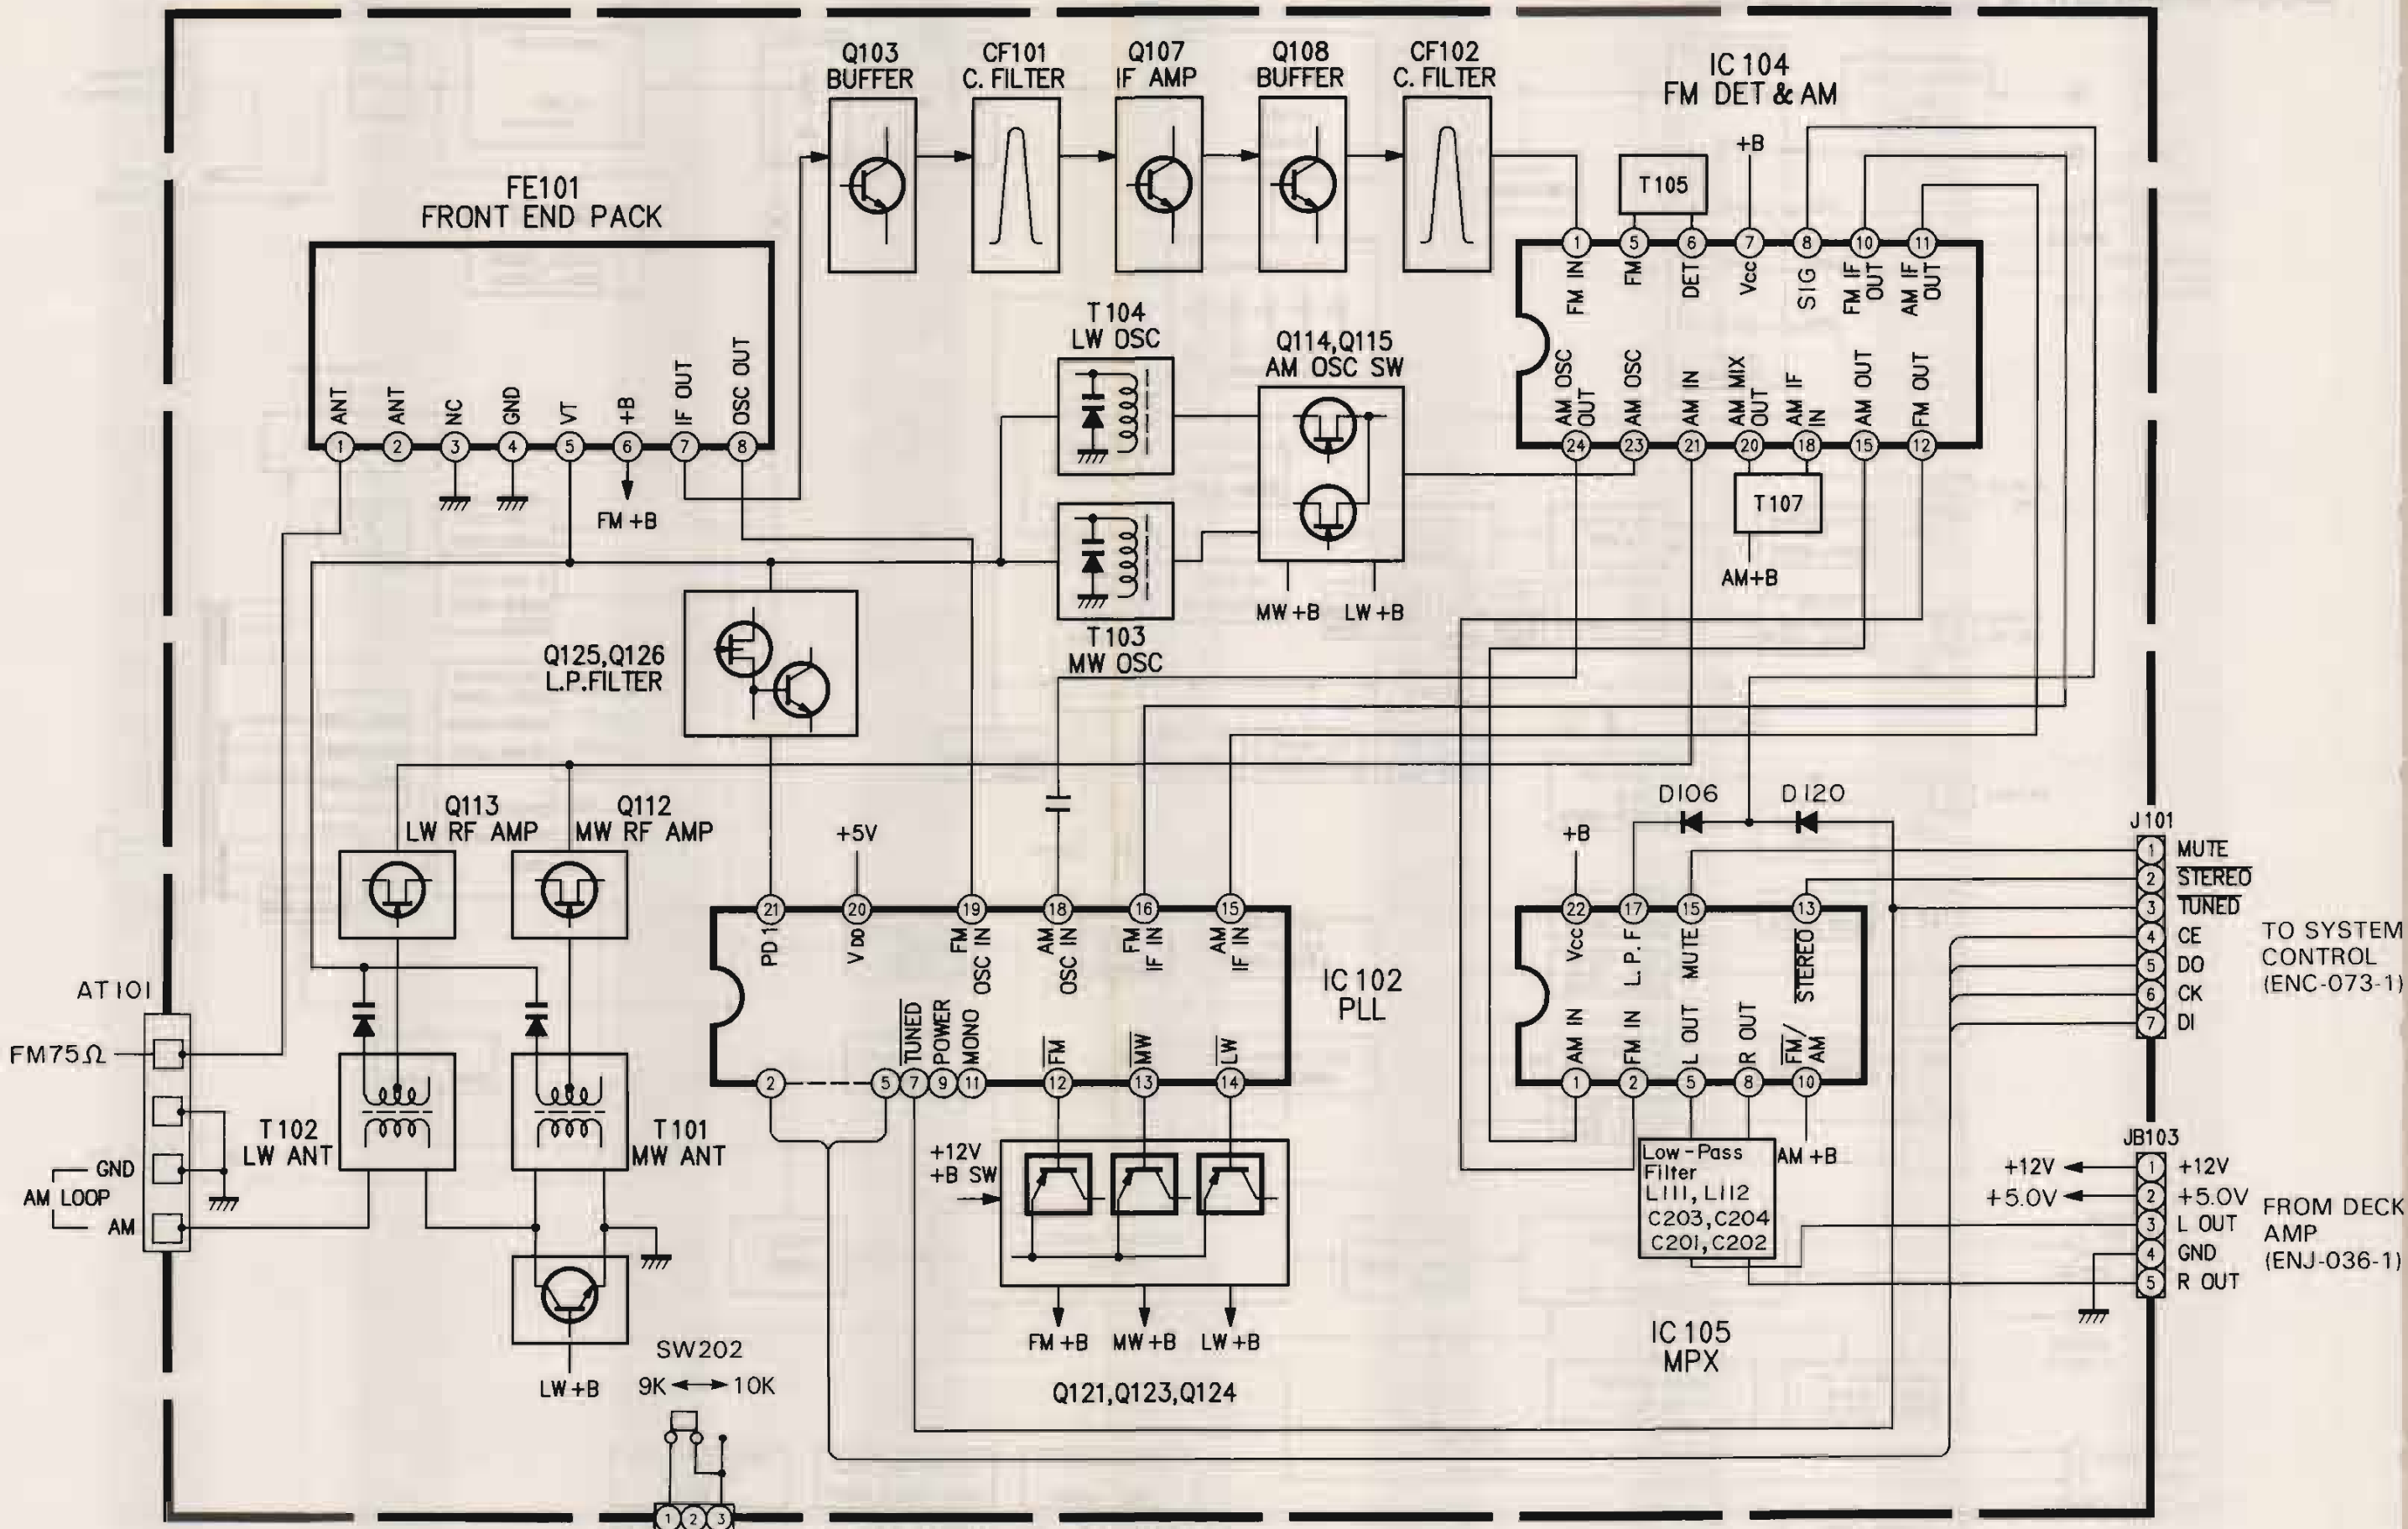 Q103
BUFFER
CF101
C. FILTER
Q107
IF AMP
Q108
BUFFER
CF102
C. FILTER
IC 104
FM DET & AM
FE101
FRONT END PACK
ANT
ANT
NC
GND
VT
+B
IF OUT
OSC OUT
1 2 3 4 5 6 7 8
FM +B
T105
+B
1 5 6 7 8 10 11
FM IN
FM
DET
Vcc
SIG
FM IF OUT
AM IF OUT
AM OSC OUT
AM OSC
AM IN
AM MIX OUT
AM IF IN
AM OUT
FM OUT
24 23 21 20 18 15 12
T107
AM+B
T 104
LW OSC
Q114,Q115
AM OSC SW
MW +B LW +B
T103
MW OSC
Q125,Q126
L.P.FILTER
Q113
LW RF AMP
Q112
MW RF AMP
+5V
21 20 19 18 16 15
PD 1
VDD
FM OSC IN
AM OSC IN
FM IF IN
AM IF IN
IC 102
PLL
TUNED
POWER
MONO
FM
MW
LW
2 5 7 9 11 12 13 14
+12V
+B SW
FM +B MW +B LW +B
Q121,Q123,Q124
D106
D120
+B
22 17 15 13
Vcc
L.P.F
MUTE
STEREO
AM IN
FM IN
L OUT
R OUT
FM/
AM
1 2 5 8 10
Low-Pass
Filter
L111, L112
C203,C204
C201,C202
AM +B
IC 105
MPX
J101
1 MUTE
2 STEREO
3 TUNED
4 CE
5 DO
6 CK
7 DI
TO SYSTEM
CONTROL
(ENC-073-1)
JB103
+12V 1 +12V
+5.0V 2 +5.0V
3 L OUT
4 GND
5 R OUT
FROM DECK
AMP
(ENJ-036-1)
AT101
FM75Ω
GND
AM LOOP
AM
T102
LW ANT
T101
MW ANT
LW +B
SW202
9K 10K
1 2 3